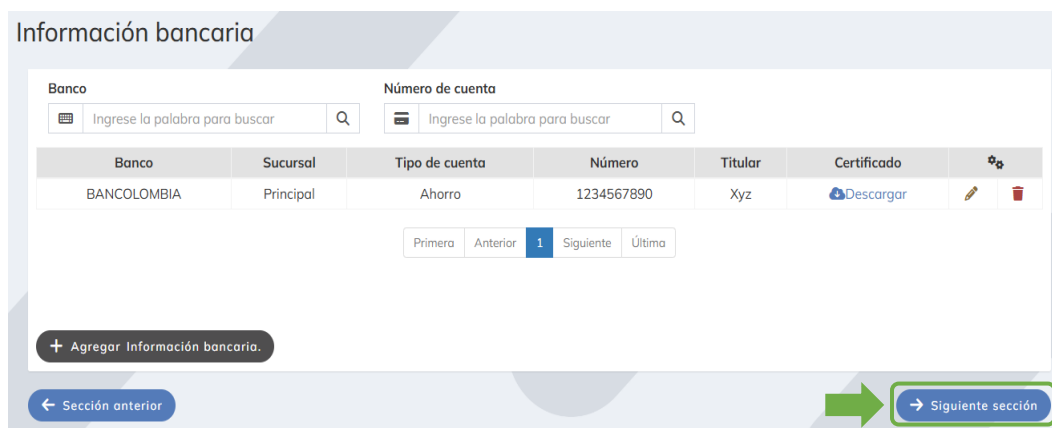 Información bancaria
Banco Número de cuenta
Ingrese la palabra para buscar Ingrese la palabra para buscar
Banco Sucursal Tipo de cuenta Número Titular Certificado
BANCOLOMBIA Principal Ahorro 1234567890 Xyz Descargar
Primera Anterior 1 Siguiente Última
+ Agregar Información bancaria.
← Sección anterior → Siguiente sección